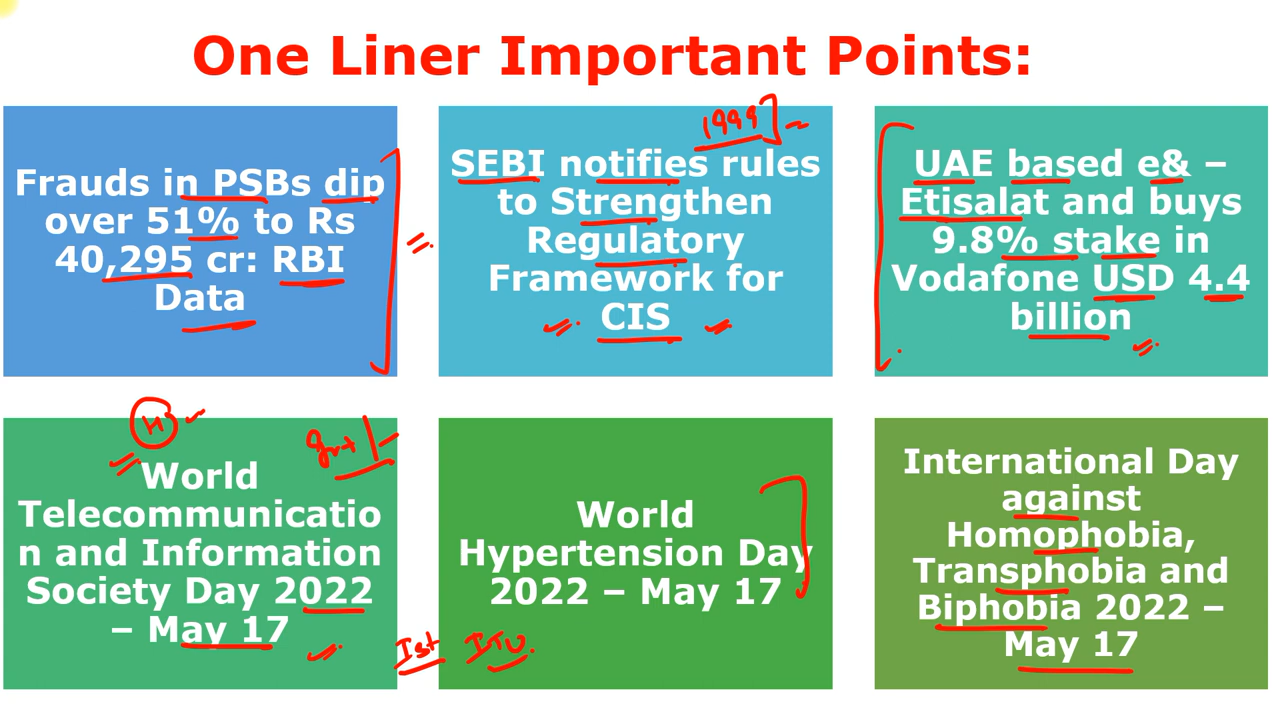 One Liner Important Points:
Frauds in PSBs dip
over 51% to Rs
40,295 cr: RBI
Data
1999
SEBI notifies rules
to Strengthen
Regulatory
Framework for
CIS
UAE based e& –
Etisalat and buys
9.8% stake in
Vodafone USD 4.4
billion
World
Telecommunicatio
n and Information
Society Day 2022
– May 17
Ist ITU
World
Hypertension Day
2022 – May 17
International Day
against
Homophobia,
Transphobia and
Biphobia 2022 –
May 17